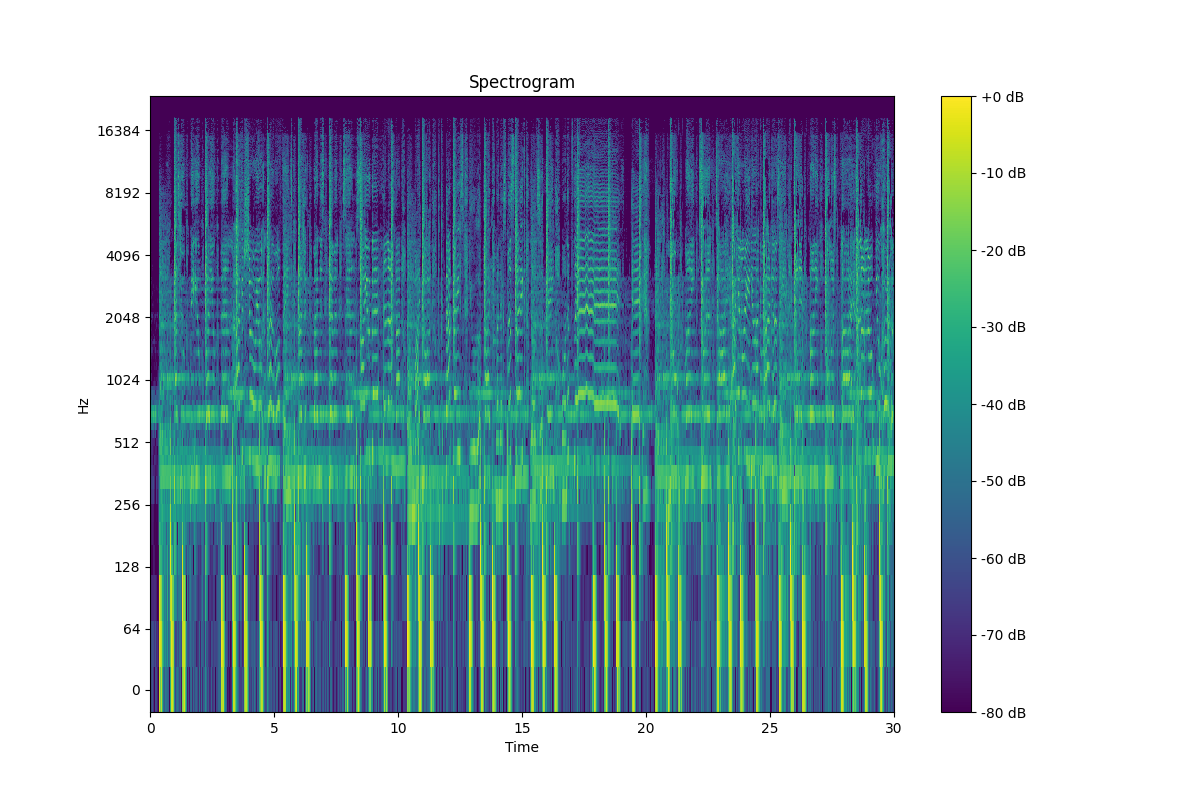 Spectrogram
16384
8192
4096
2048
1024
512
256
128
64
0
Hz
0 5 10 15 20 25 30
Time
+0 dB
-10 dB
-20 dB
-30 dB
-40 dB
-50 dB
-60 dB
-70 dB
-80 dB